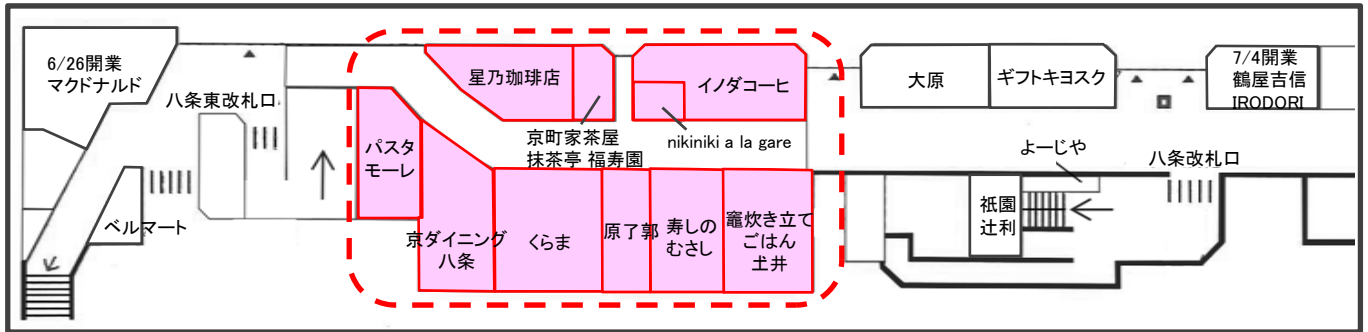 6/26開業
マクドナルド
八条東改札口
ベルマート
パスタ
モーレ
星乃珈琲店
京町家茶屋
抹茶亭 福寿園
イノダコーヒ
nikiniki a la gare
京ダイニング
八条
くらま
原了郭
寿しの
むさし
竈炊き立て
ごはん
土井
大原
ギフトキヨスク
7/4開業
鶴屋吉信
IRODORI
よーじや
八条改札口
祇園
辻利